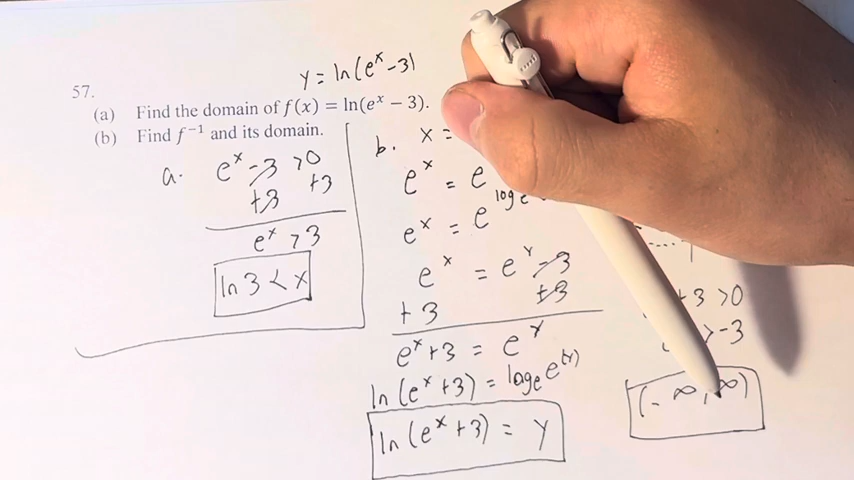 y = ln(e^x - 3)
57.
(a) Find the domain of f(x) = ln(e^x − 3).
(b) Find f^−1 and its domain.
a. e^x - 3 > 0
+3 +3
e^x > 3
ln 3 < x
b. x =
e^x = e
e^x = e^log e
e^x = e^y - 3
+3 +3
e^x + 3 = e^y
ln(e^x + 3) = log_e e^(y)
ln(e^x + 3) = y
+ 3 > 0
> -3
(-∞, ∞)